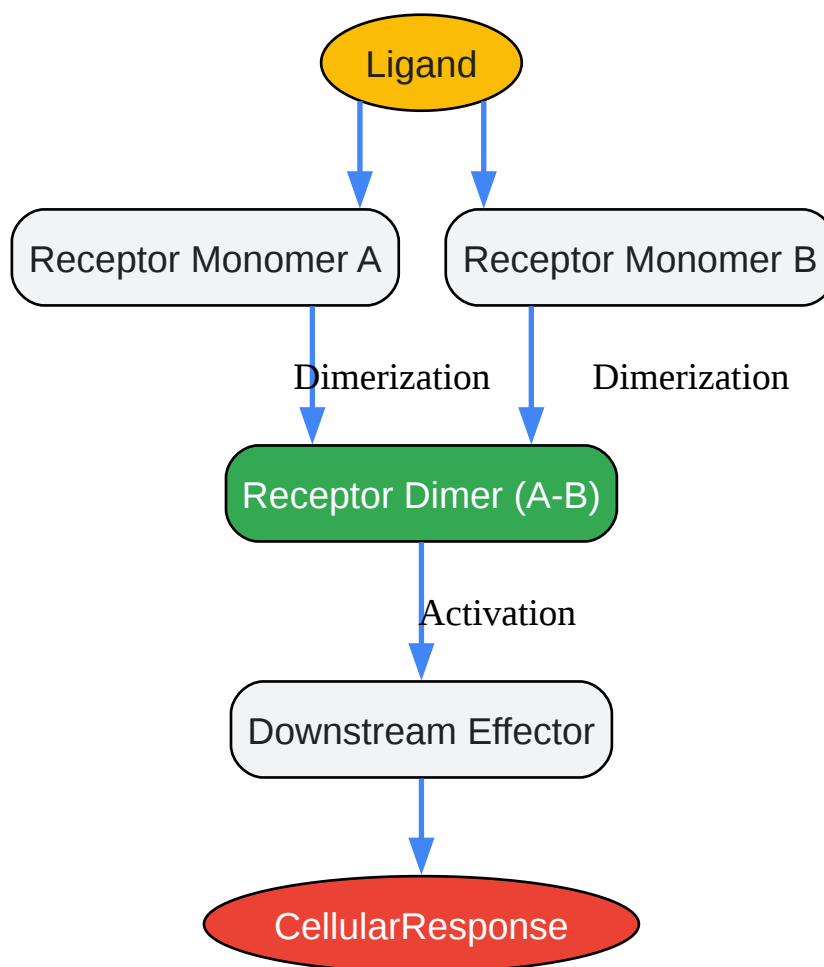 Ligand
Receptor Monomer A
Receptor Monomer B
Dimerization
Dimerization
Receptor Dimer (A-B)
Activation
Downstream Effector
CellularResponse